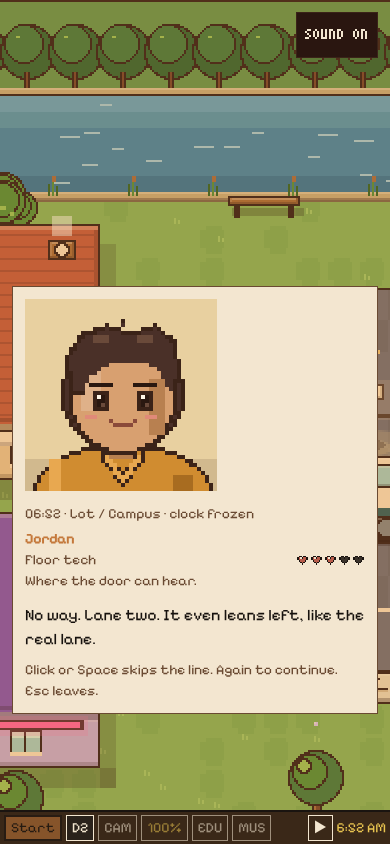 SOUND ON
06:52 · Lot / Campus · clock frozen
Jordan
Floor tech
Where the door can hear.
No way. Lane two. It even leans left, like the
real lane.
Click or Space skips the line. Again to continue.
Esc leaves.
Start D2 CAM 100% EDU MUS 6:52 AM